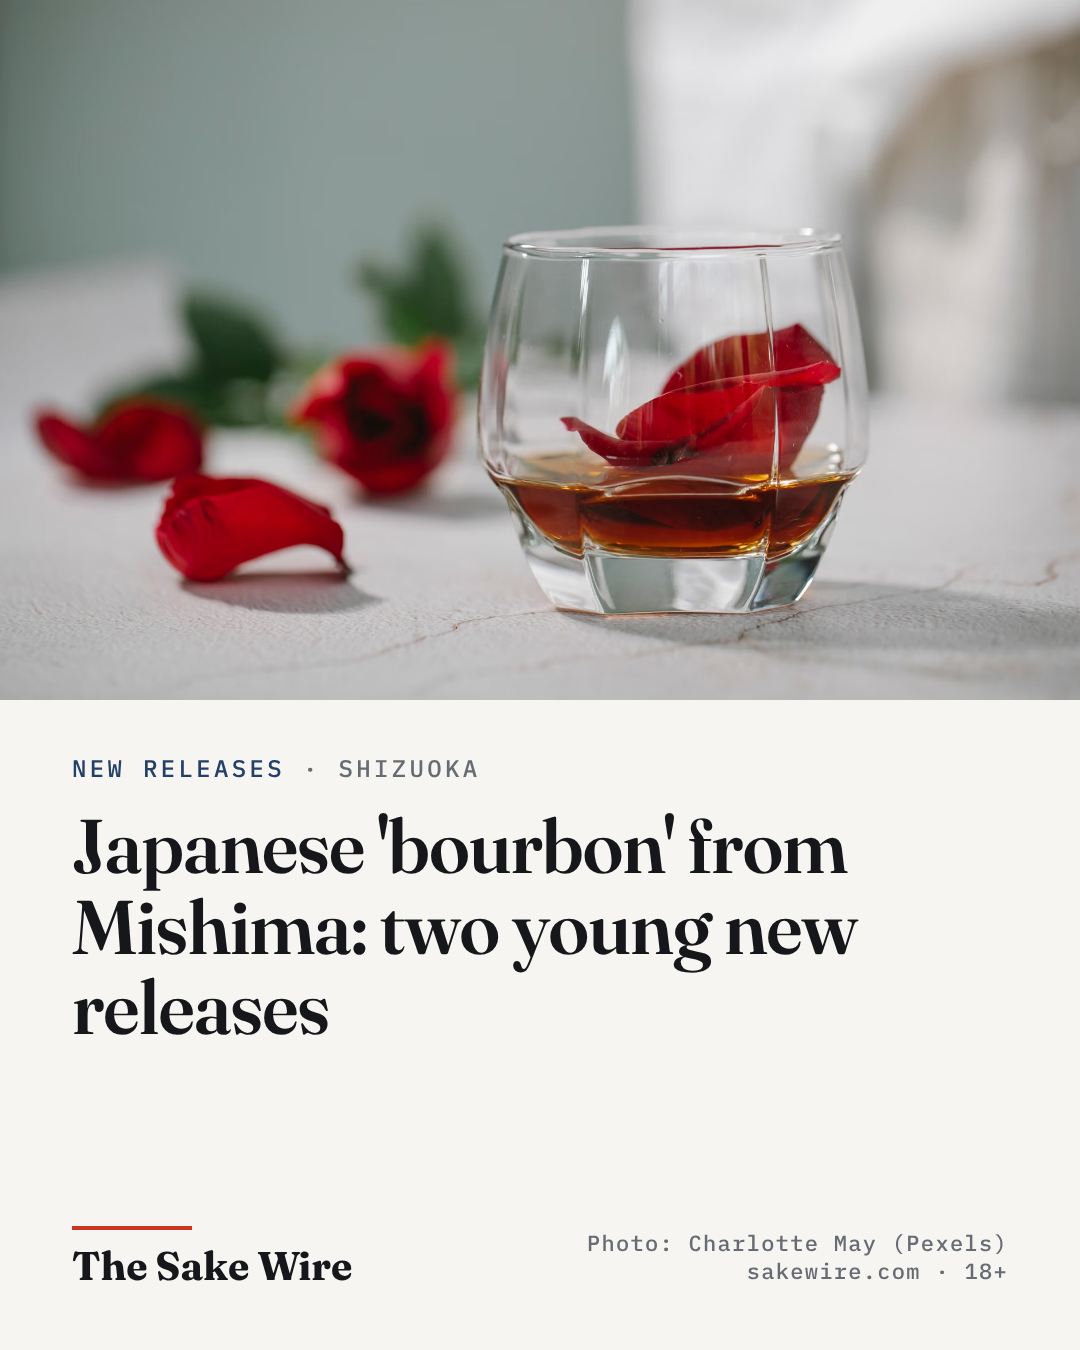 NEW RELEASES · SHIZUOKA
Japanese 'bourbon' from
Mishima: two young new
releases
The Sake Wire
Photo: Charlotte May (Pexels)
sakewire.com · 18+